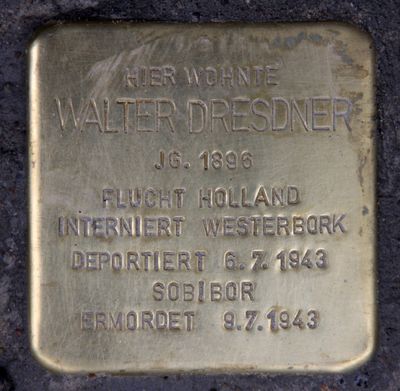 HIER WOHNTE
WALTER DRESDNER
JG. 1896
FLUCHT HOLLAND
INTERNIERT WESTERBORK
DEPORTIERT 6.7.1943
SOBIBOR
ERMORDET 9.7.1943